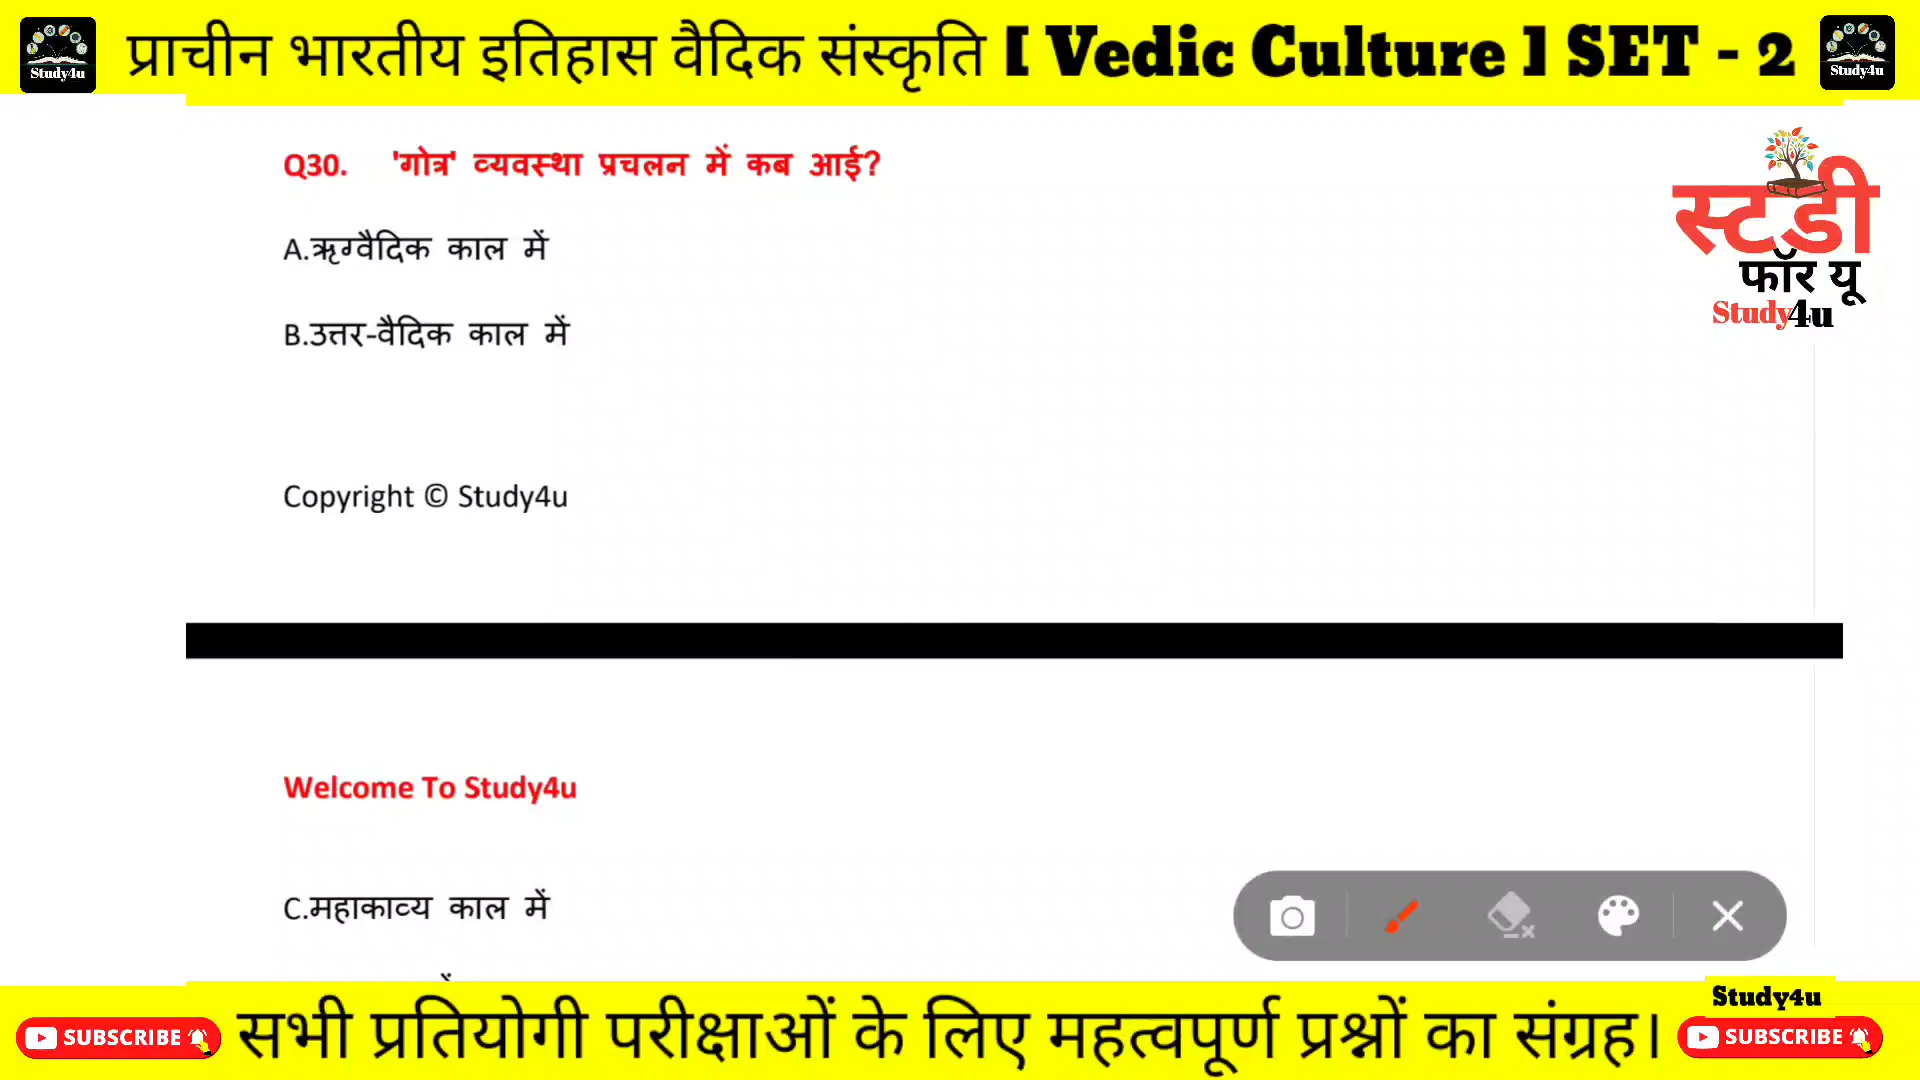 Study4u
प्राचीन भारतीय इतिहास वैदिक संस्कृति [ Vedic Culture ] SET - 2
Study4u
Q30. 'गोत्र' व्यवस्था प्रचलन में कब आई?
स्टडी
फॉर यू
Study4u
A.ऋग्वैदिक काल में
B.उत्तर-वैदिक काल में
Copyright © Study4u
Welcome To Study4u
C.महाकाव्य काल में
Study4u
SUBSCRIBE
सभी प्रतियोगी परीक्षाओं के लिए महत्वपूर्ण प्रश्नों का संग्रह।
SUBSCRIBE